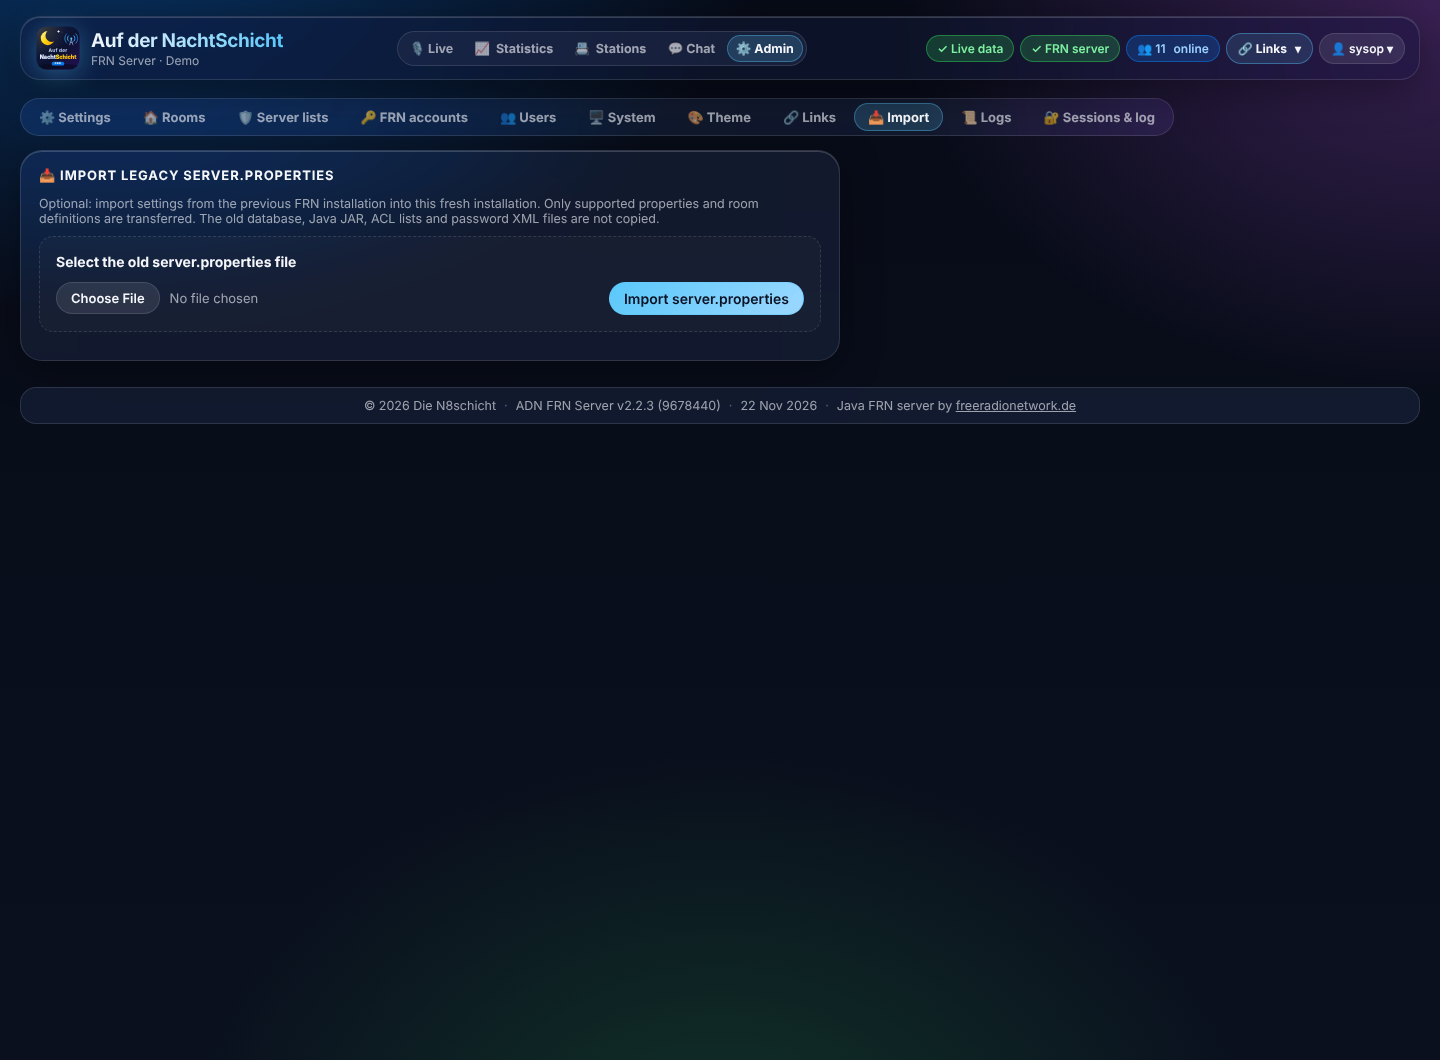 Auf der
NachtSchicht
Auf der NachtSchicht
FRN Server · Demo
Live
Statistics
Stations
Chat
Admin
✓ Live data
✓ FRN server
11 online
Links ▾
sysop ▾
Settings
Rooms
Server lists
FRN accounts
Users
System
Theme
Links
Import
Logs
Sessions & log
IMPORT LEGACY SERVER.PROPERTIES
Optional: import settings from the previous FRN installation into this fresh installation. Only supported properties and room
definitions are transferred. The old database, Java JAR, ACL lists and password XML files are not copied.
Select the old server.properties file
Choose File No file chosen
Import server.properties
© 2026 Die N8schicht · ADN FRN Server v2.2.3 (9678440) · 22 Nov 2026 · Java FRN server by freeradionetwork.de